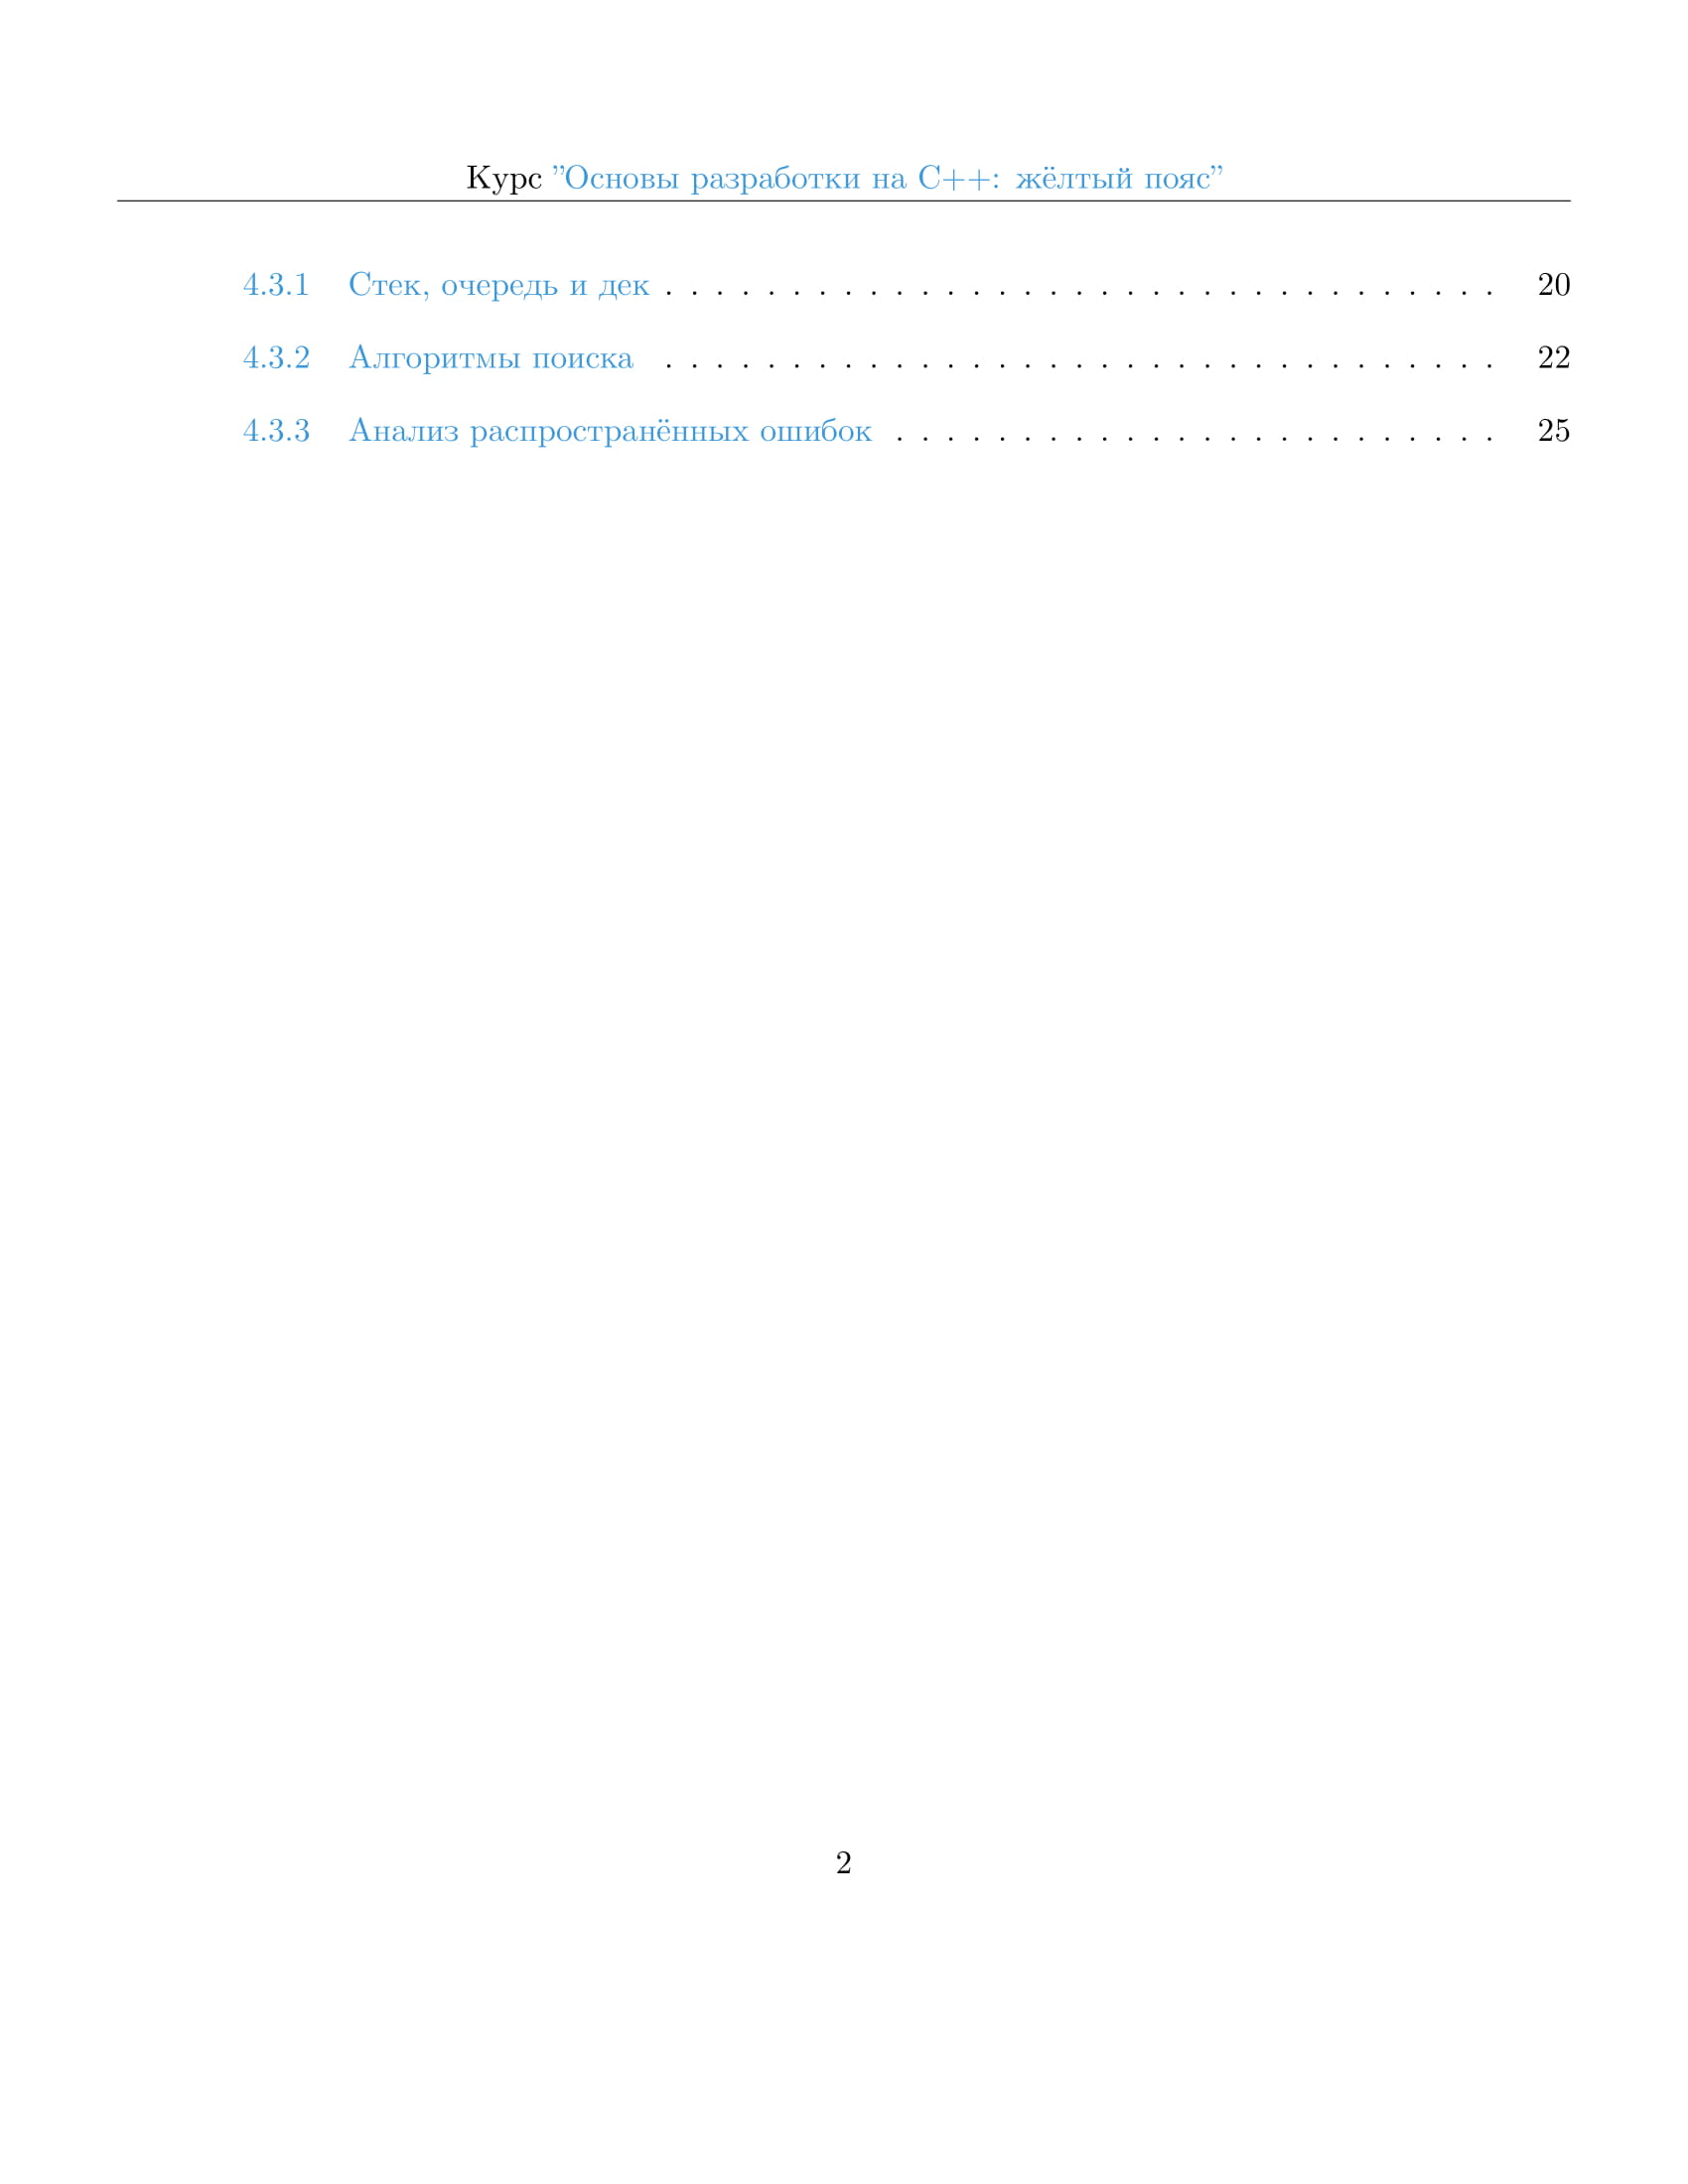 Курс ”Основы разработки на C++: жёлтый пояс”
4.3.1 Стек, очередь и дек . . . . . . . . . . . . . . . . . . . . . . . . . . . . . . . . . 20
4.3.2 Алгоритмы поиска . . . . . . . . . . . . . . . . . . . . . . . . . . . . . . . . . 22
4.3.3 Анализ распространённых ошибок . . . . . . . . . . . . . . . . . . . . . . . . 25
2